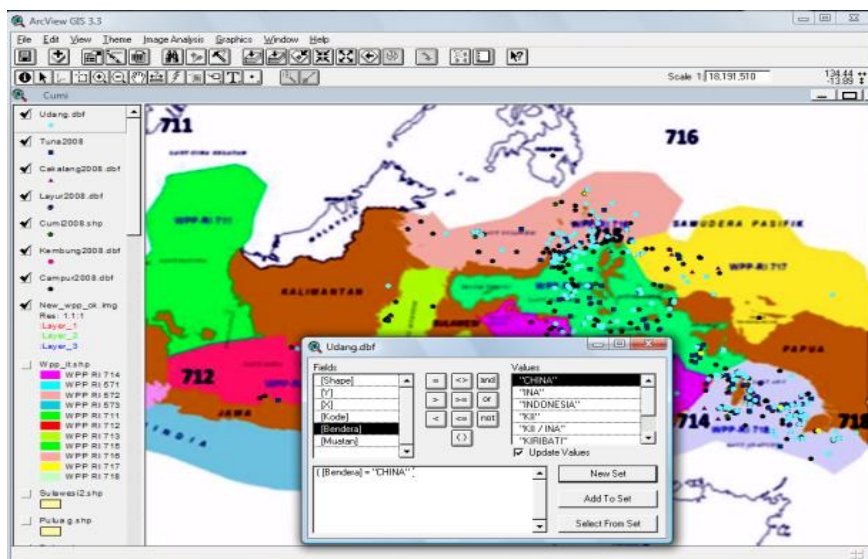 ArcView GIS 3.3
File Edit View Theme Image Analysis Graphics Window Help
Scale 1: 18,191,510
134.44
-13.89
Cumi
Udang.dbf
Tuna2008
Cakalang2008.dbf
Layur2008.dbf
Cumi2008.shp
Kembung2008.dbf
Campur2008.dbf
New_wpp_ok.img
Res: 1.1:1
:Layer_1
:Layer_2
:Layer_3
Wpp_it.shp
WPP RI 714
WPP RI 571
WPP RI 572
WPP RI 573
WPP RI 711
WPP RI 712
WPP RI 713
WPP RI 715
WPP RI 716
WPP RI 717
WPP RI 718
Sulawesi2.shp
711
716
MALAYSIA
WPP-RI 711
SAMUDERA PASIFIK
WPP-RI 717
KALIMANTAN
SULAWESI
PAPUA
712
JAWA
714
718
Udang.dbf
Fields
[Shape]
[Y]
[X]
[Kode]
[Bendera]
[Muatan]
= <> and
> >= or
< <= not
( )
Values
"CHINA"
"INA"
"INDONESIA"
"KII"
"KII / INA"
"KIRIBATI"
Update Values
( [Bendera] = "CHINA"
New Set
Add To Set
Select From Set